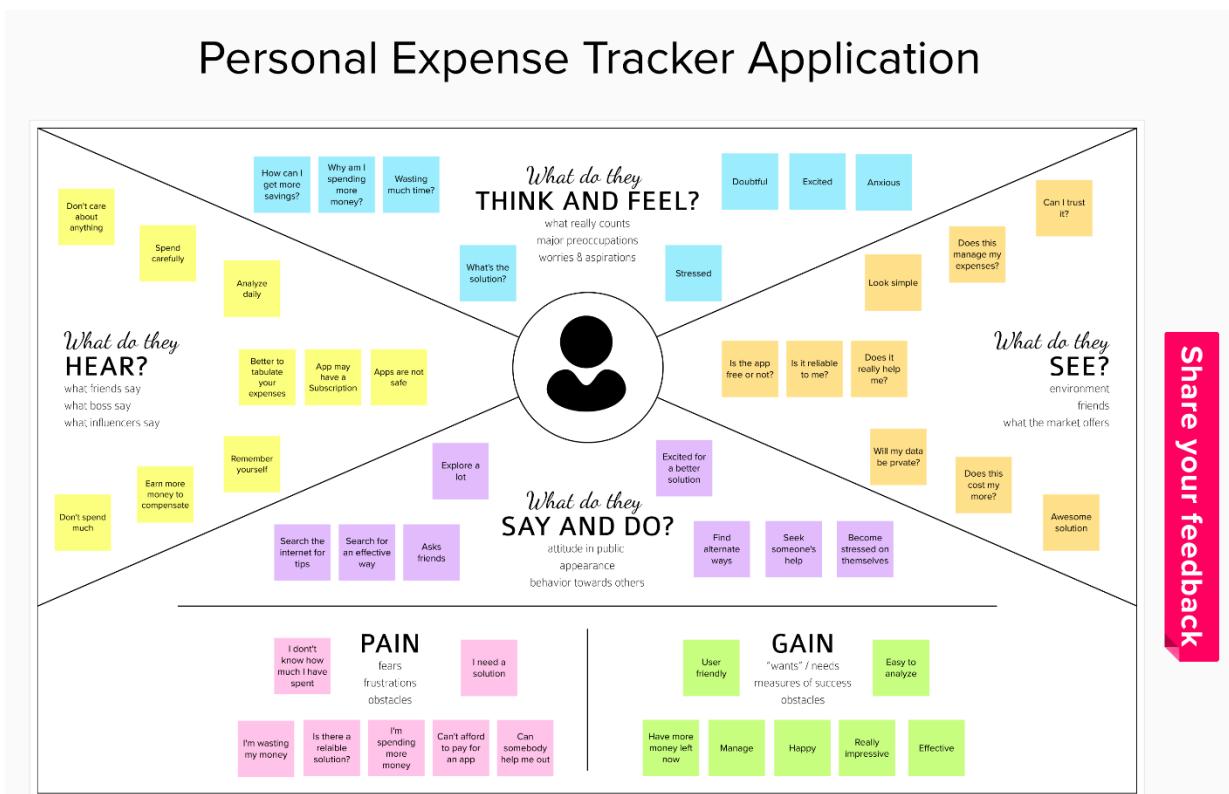 Personal Expense Tracker Application
How can I
get more
savings?
Why am I
spending
more
money?
Wasting
much time?
What's the
solution?
What do they
THINK AND FEEL?
what really counts
major preoccupations
worries & aspirations
Doubtful
Excited
Anxious
Stressed
Don't care
about
anything
Spend
carefully
Analyze
daily
What do they
HEAR?
what friends say
what boss say
what influencers say
Better to
tabulate
your
expenses
App may
have a
Subscription
Apps are not
safe
Remember
yourself
Earn more
money to
compensate
Don't spend
much
Can I trust
it?
Does this
manage my
expenses?
Look simple
Is the app
free or not?
Is it reliable
to me?
Does it
really help
me?
What do they
SEE?
environment
friends
what the market offers
Will my data
be prvate?
Does this
cost my
more?
Awesome
solution
Explore a
lot
Excited for
a better
solution
What do they
SAY AND DO?
attitude in public
appearance
behavior towards others
Search the
internet for
tips
Search for
an effective
way
Asks
friends
Find
alternate
ways
Seek
someone's
help
Become
stressed on
themselves
PAIN
fears
frustrations
obstacles
I don't
know how
much I have
spent
I need a
solution
I'm wasting
my money
Is there a
relaible
solution?
I'm
spending
more
money
Can't afford
to pay for
an app
Can
somebody
help me out
GAIN
"wants" / needs
measures of success
obstacles
User
friendly
Easy to
analyze
Have more
money left
now
Manage
Happy
Really
impressive
Effective
Share your feedback